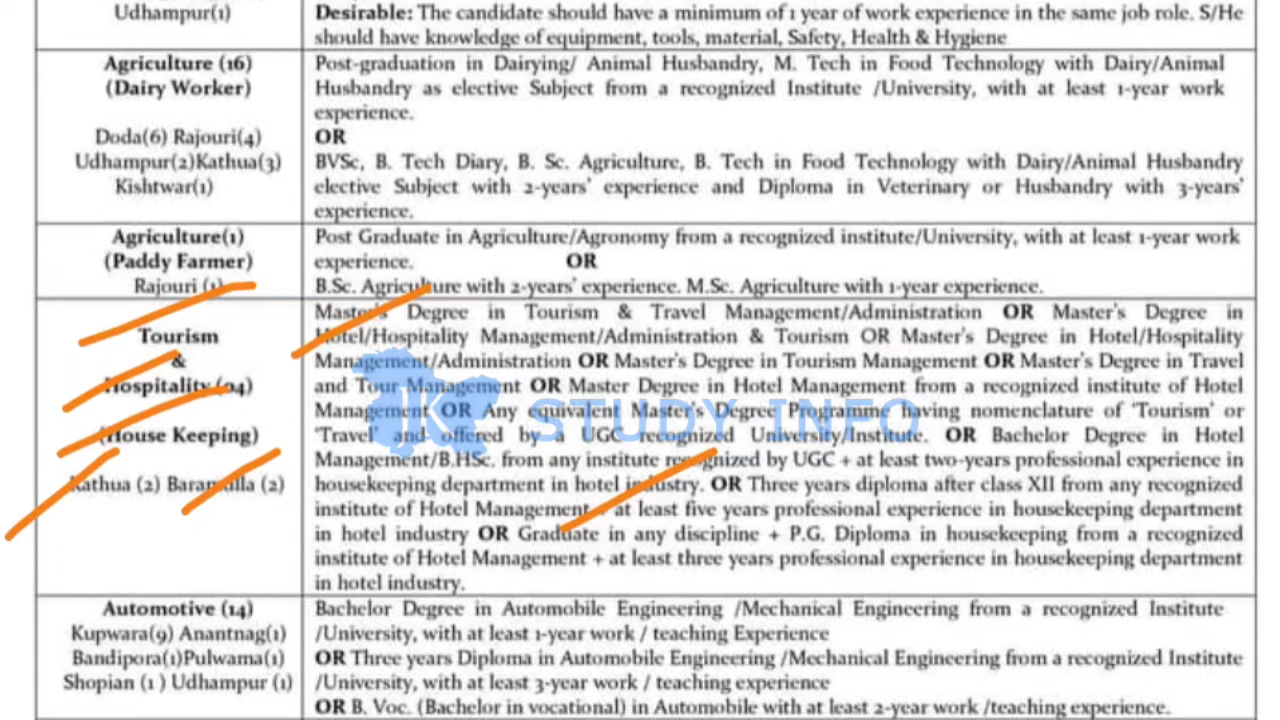 Udhampur(1)
Desirable: The candidate should have a minimum of 1 year of work experience in the same job role. S/He
should have knowledge of equipment, tools, material, Safety, Health & Hygiene
Agriculture (16)
(Dairy Worker)
Doda(6) Rajouri(4)
Udhampur(2)Kathua(3)
Kishtwar(1)
Post-graduation in Dairying/ Animal Husbandry, M. Tech in Food Technology with Dairy/Animal
Husbandry as elective Subject from a recognized Institute /University, with at least 1-year work
experience.
OR
BVSc, B. Tech Diary, B. Sc. Agriculture, B. Tech in Food Technology with Dairy/Animal Husbandry
elective Subject with 2-years' experience and Diploma in Veterinary or Husbandry with 3-years'
experience.
Agriculture(1)
(Paddy Farmer)
Rajouri (1)
Post Graduate in Agriculture/Agronomy from a recognized institute/University, with at least 1-year work
experience. OR
B.Sc. Agriculture with 2-years' experience. M.Sc. Agriculture with 1-year experience.
Tourism
&
Hospitality (04)
(House Keeping)
Kathua (2) Baramulla (2)
Master's Degree in Tourism & Travel Management/Administration OR Master's Degree in
Hotel/Hospitality Management/Administration & Tourism OR Master's Degree in Hotel/Hospitality
Management/Administration OR Master's Degree in Tourism Management OR Master's Degree in Travel
and Tour Management OR Master Degree in Hotel Management from a recognized institute of Hotel
Management OR Any equivalent Master's Degree Programme having nomenclature of 'Tourism' or
'Travel' and offered by a UGC recognized University/Institute. OR Bachelor Degree in Hotel
Management/B.HSc. from any institute recognized by UGC + at least two-years professional experience in
housekeeping department in hotel industry. OR Three years diploma after class XII from any recognized
institute of Hotel Management + at least five years professional experience in housekeeping department
in hotel industry OR Graduate in any discipline + P.G. Diploma in housekeeping from a recognized
institute of Hotel Management + at least three years professional experience in housekeeping department
in hotel industry.
JK STUDY INFO
Automotive (14)
Kupwara(9) Anantnag(1)
Bandipora(1)Pulwama(1)
Shopian (1 ) Udhampur (1)
Bachelor Degree in Automobile Engineering /Mechanical Engineering from a recognized Institute
/University, with at least 1-year work / teaching Experience
OR Three years Diploma in Automobile Engineering /Mechanical Engineering from a recognized Institute
/University, with at least 3-year work / teaching experience
OR B. Voc. (Bachelor in vocational) in Automobile with at least 2-year work /teaching experience.